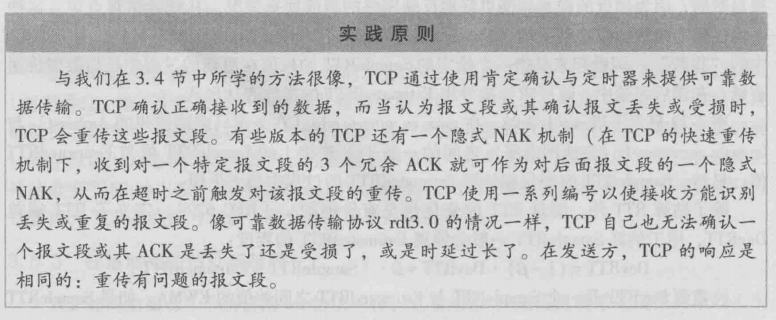 实践原则
与我们在3.4节中所学的方法很像，TCP通过使用肯定确认与定时器来提供可靠数
据传输。TCP确认正确接收到的数据，而当认为报文段或其确认报文丢失或受损时，
TCP会重传这些报文段。有些版本的TCP还有一个隐式NAK机制（在TCP的快速重传
机制下，收到对一个特定报文段的3个冗余ACK就可作为对后面报文段的一个隐式
NAK，从而在超时之前触发对该报文段的重传。TCP使用一系列编号以使接收方能识别
丢失或重复的报文段。像可靠数据传输协议rdt3.0的情况一样，TCP自己也无法确认一
个报文段或其ACK是丢失了还是受损了，或是时延过长了。在发送方，TCP的响应是
相同的：重传有问题的报文段。